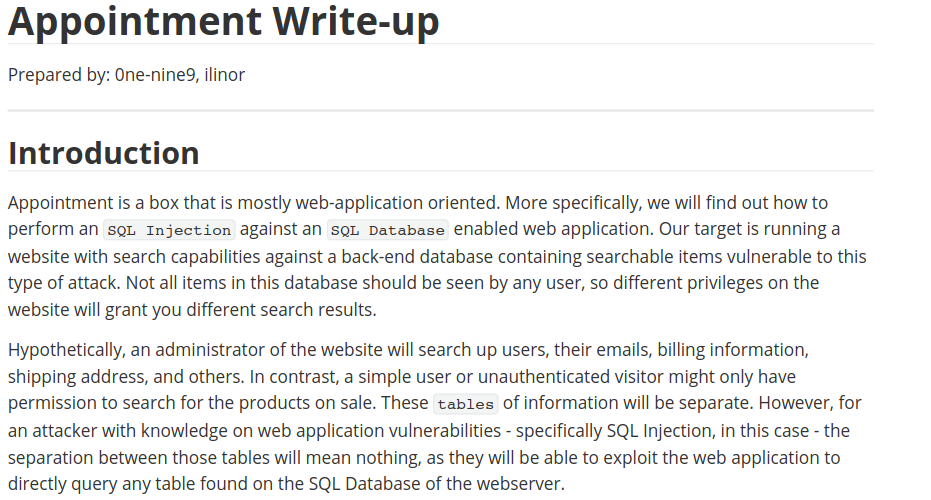 Appointment Write-up
Prepared by: 0ne-nine9, ilinor
Introduction
Appointment is a box that is mostly web-application oriented. More specifically, we will find out how to
perform an SQL Injection against an SQL Database enabled web application. Our target is running a
website with search capabilities against a back-end database containing searchable items vulnerable to this
type of attack. Not all items in this database should be seen by any user, so different privileges on the
website will grant you different search results.
Hypothetically, an administrator of the website will search up users, their emails, billing information,
shipping address, and others. In contrast, a simple user or unauthenticated visitor might only have
permission to search for the products on sale. These tables of information will be separate. However, for
an attacker with knowledge on web application vulnerabilities - specifically SQL Injection, in this case - the
separation between those tables will mean nothing, as they will be able to exploit the web application to
directly query any table found on the SQL Database of the webserver.